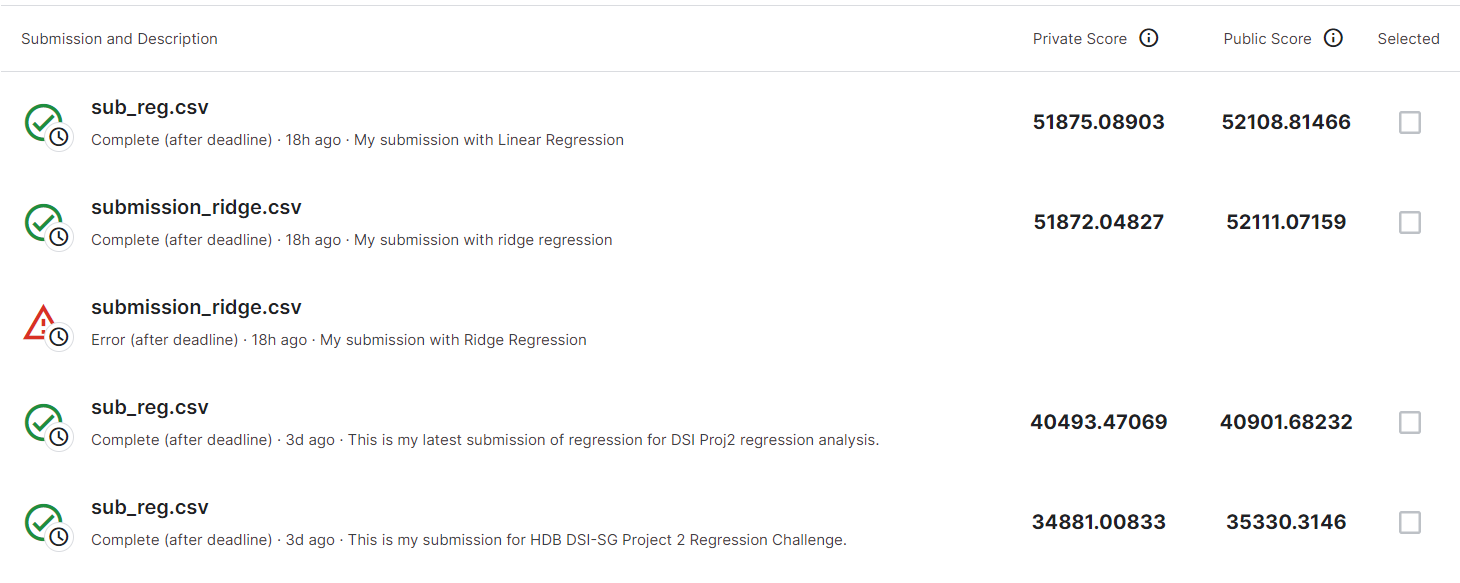 Submission and Description Private Score Public Score Selected
sub_reg.csv
Complete (after deadline) · 18h ago · My submission with Linear Regression
51875.08903 52108.81466
submission_ridge.csv
Complete (after deadline) · 18h ago · My submission with ridge regression
51872.04827 52111.07159
submission_ridge.csv
Error (after deadline) · 18h ago · My submission with Ridge Regression
sub_reg.csv
Complete (after deadline) · 3d ago · This is my latest submission of regression for DSI Proj2 regression analysis.
40493.47069 40901.68232
sub_reg.csv
Complete (after deadline) · 3d ago · This is my submission for HDB DSI-SG Project 2 Regression Challenge.
34881.00833 35330.3146